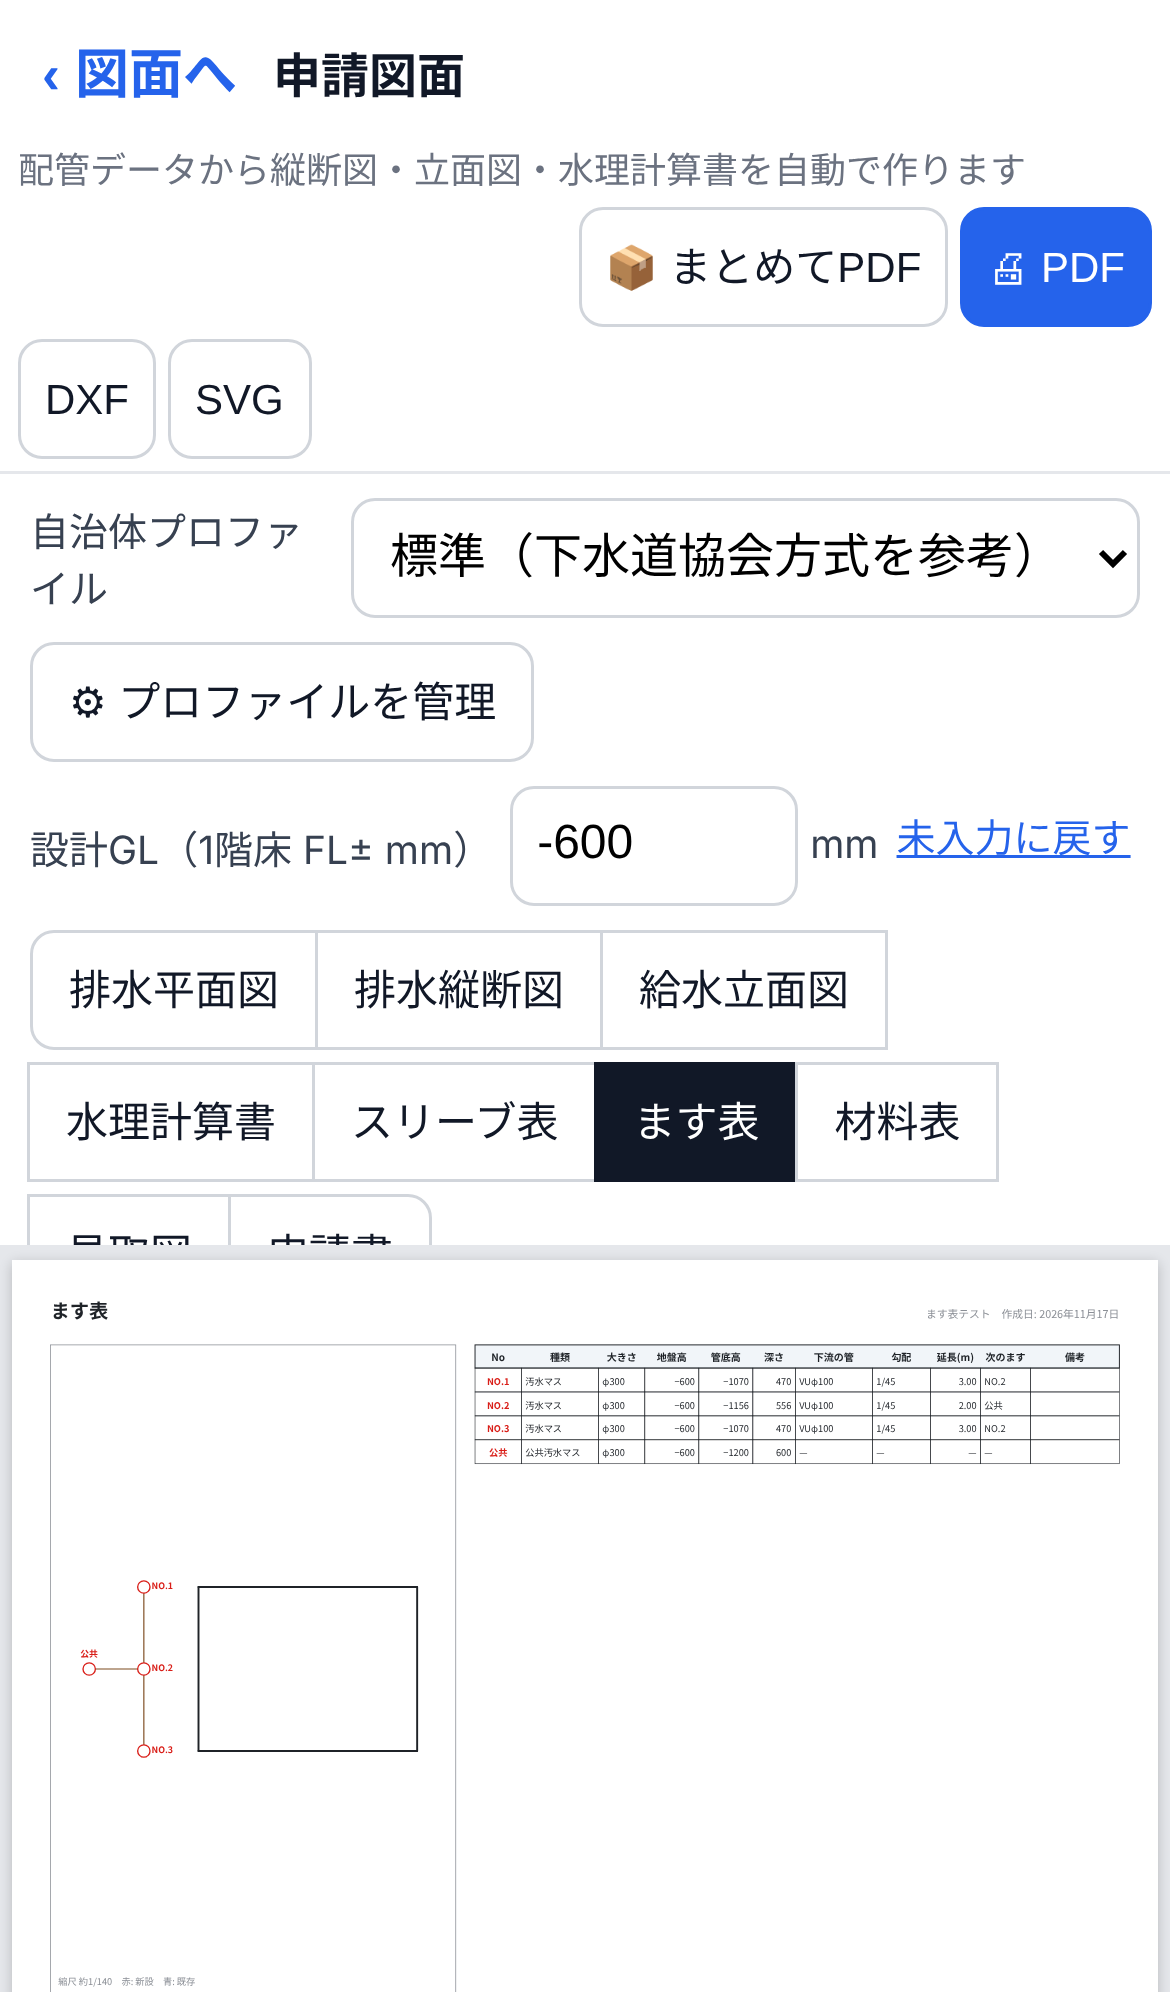 ‹ 図面へ 申請図面
配管データから縦断図・立面図・水理計算書を自動で作ります
📦 まとめてPDF 🖨 PDF
DXF SVG
自治体プロファイル 標準（下水道協会方式を参考）
⚙ プロファイルを管理
設計GL（1階床 FL± mm） -600 mm 未入力に戻す
排水平面図 排水縦断図 給水立面図
水理計算書 スリーブ表 ます表 材料表
見取図 申請書
ます表 ます表テスト 作成日: 2026年11月17日
No 種類 大きさ 地盤高 管底高 深さ 下流の管 勾配 延長(m) 次のます 備考
NO.1 汚水マス φ300 −600 −1070 470 VUφ100 1/45 3.00 NO.2
NO.2 汚水マス φ300 −600 −1156 556 VUφ100 1/45 2.00 公共
NO.3 汚水マス φ300 −600 −1070 470 VUφ100 1/45 3.00 NO.2
公共 公共汚水マス φ300 −600 −1200 600 — — — —
NO.1
公共
NO.2
NO.3
縮尺 約1/140 赤: 新設 青: 既存